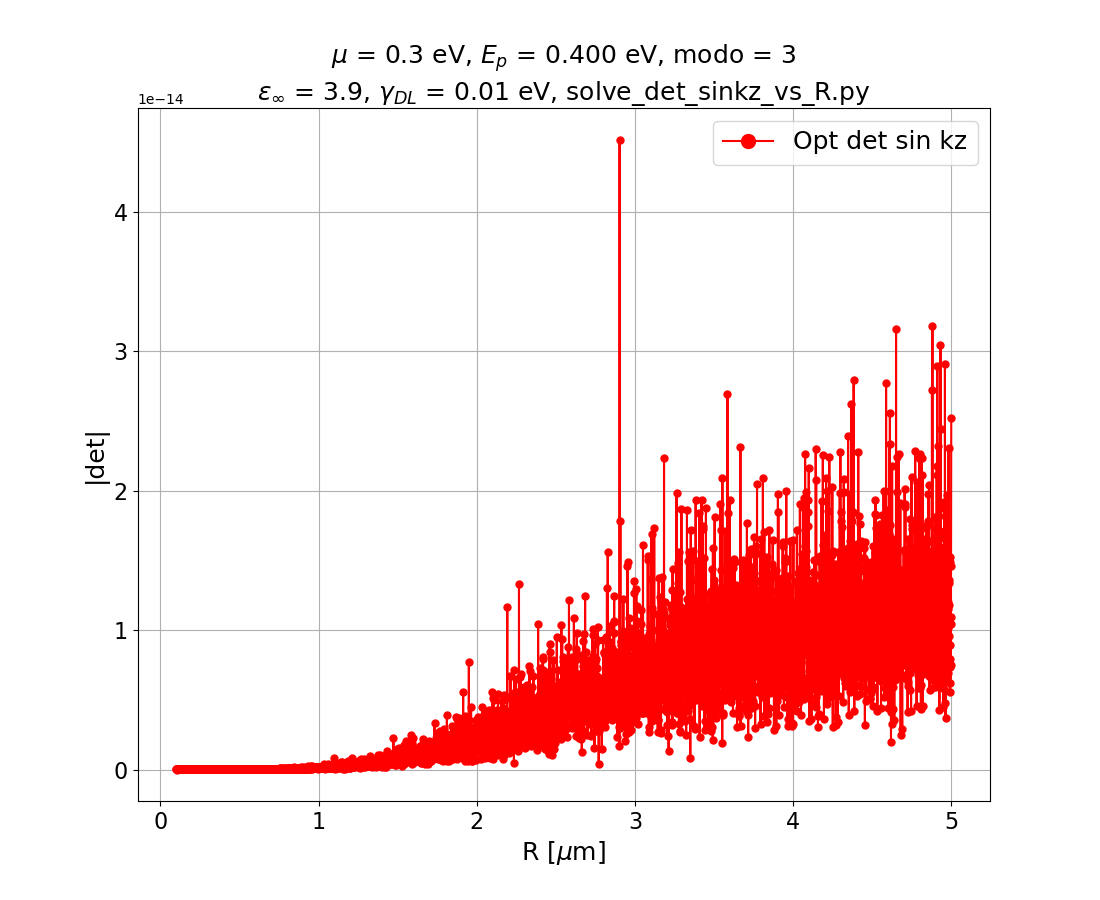 μ = 0.3 eV, E_p = 0.400 eV, modo = 3
ε_∞ = 3.9, γ_DL = 0.01 eV, solve_det_sinkz_vs_R.py
1e−14
Opt det sin kz
4
3
2
1
0
|det|
0 1 2 3 4 5
R [μm]